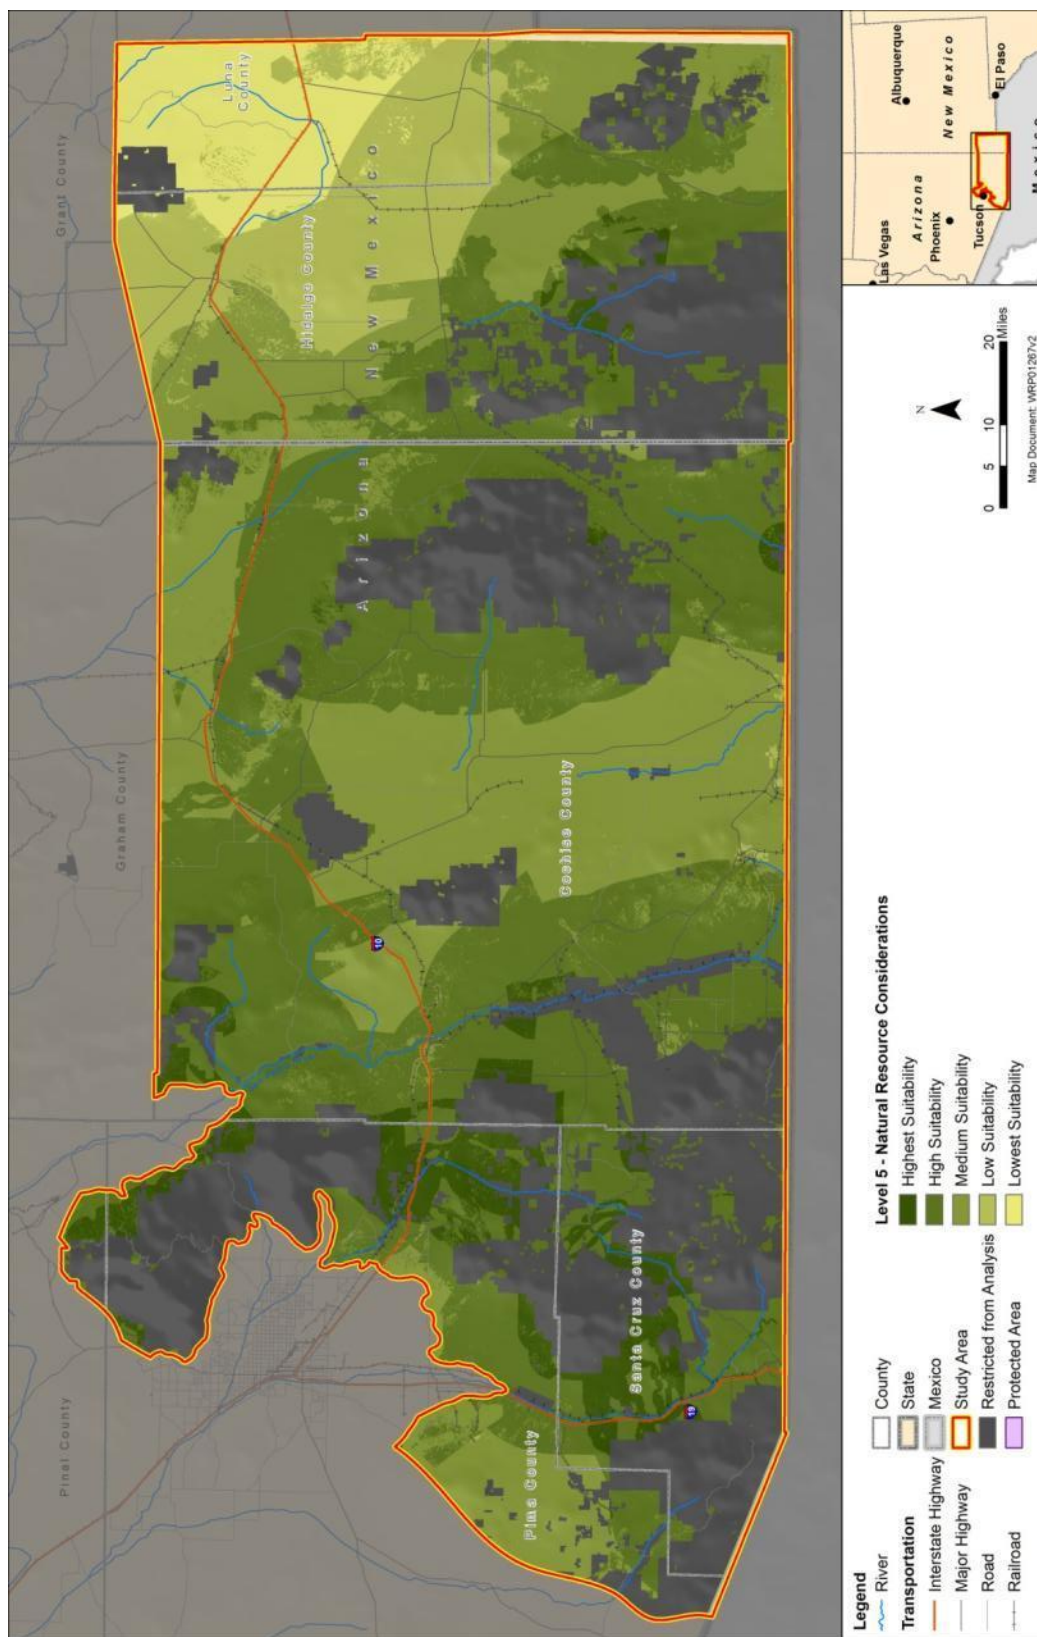 Pinal County
Graham County
Grant County
Pima County
Santa Cruz County
Cochise County
Hidalgo County
Luna
County
Arizona
New Mexico
10
19
Legend
River
Transportation
Interstate Highway
Major Highway
Road
Railroad
County
State
Mexico
Study Area
Restricted from Analysis
Protected Area
Level 5 - Natural Resource Considerations
Highest Suitability
High Suitability
Medium Suitability
Low Suitability
Lowest Suitability
N
0 5 10 20
Miles
Map Document: WRP01267v2
Las Vegas
Arizona
Phoenix
Tucson
Albuquerque
New Mexico
El Paso
Mexico